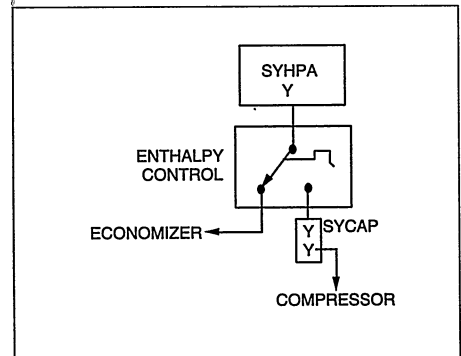 SYHPA
Y
ENTHALPY
CONTROL
ECONOMIZER
SYCAP
Y
Y
COMPRESSOR